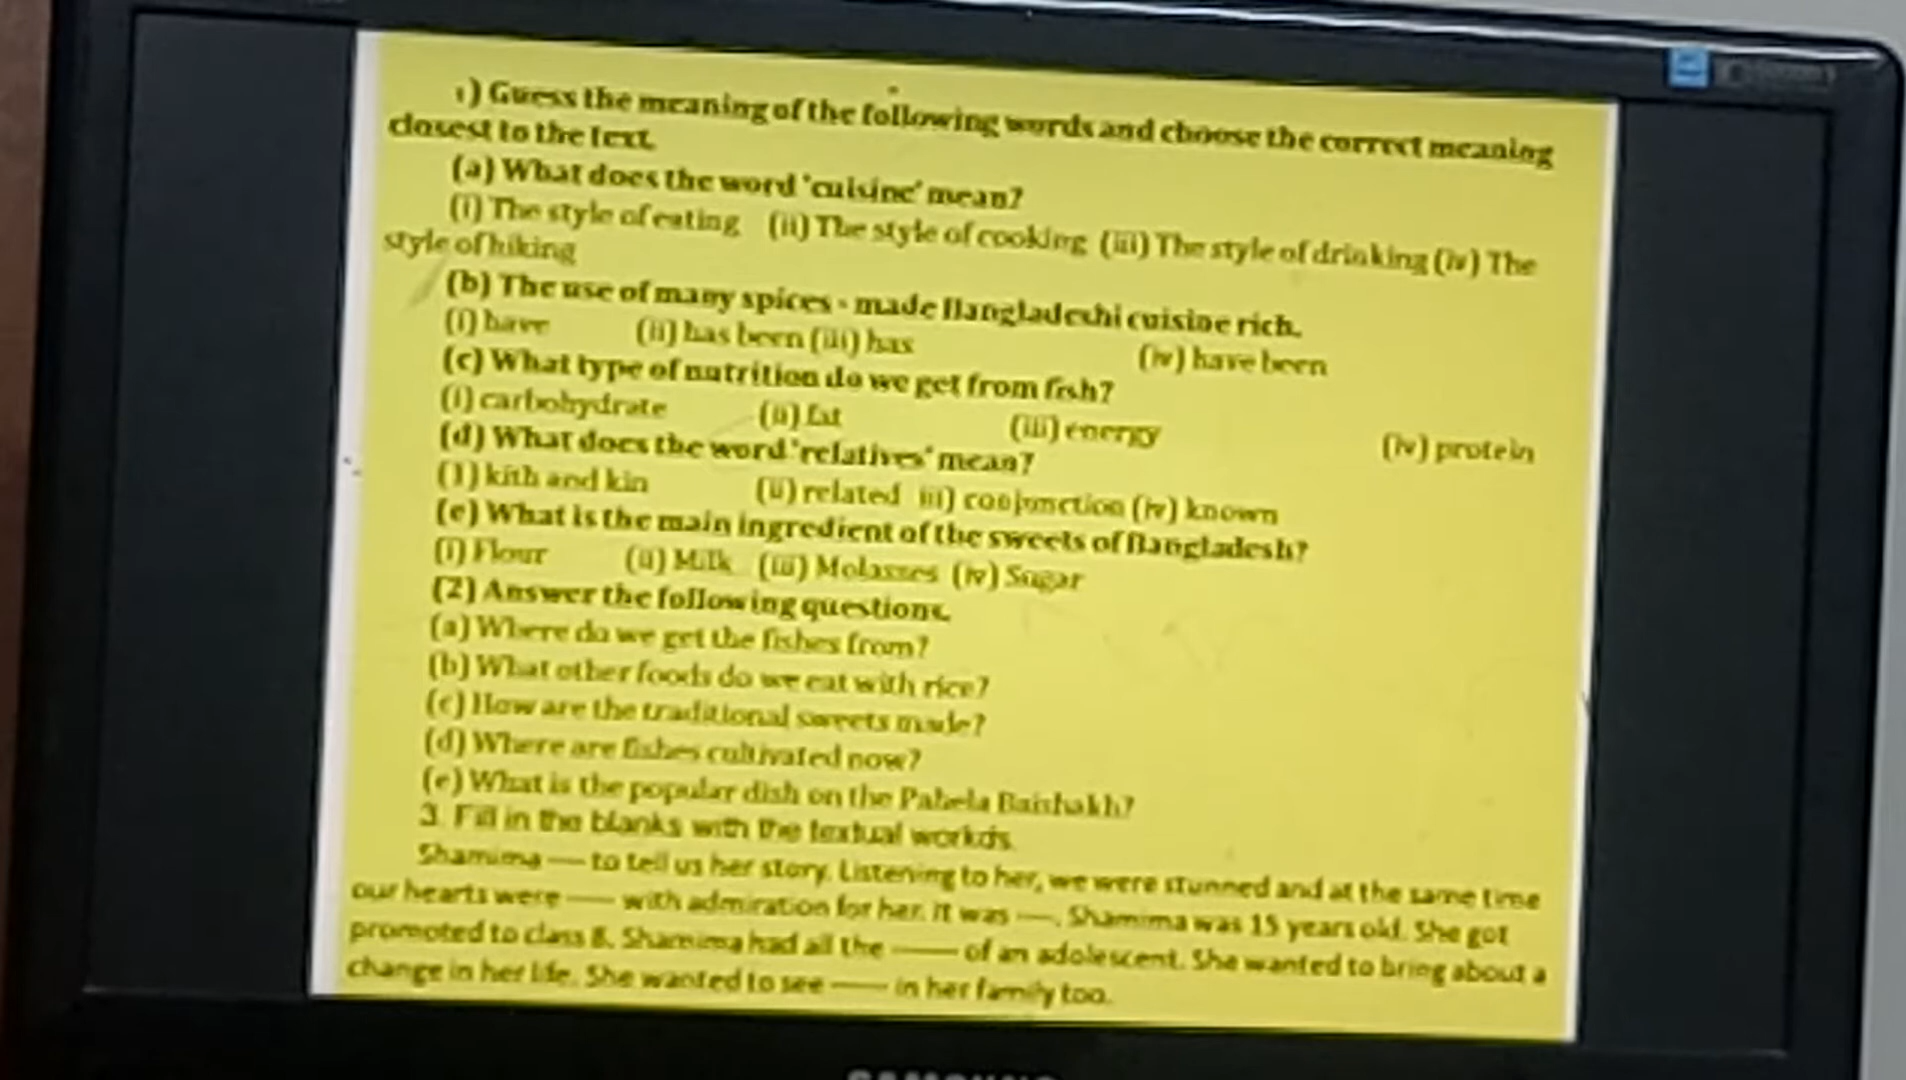 1) Guess the meaning of the following words and choose the correct meaning
closest to the text.
(a) What does the word 'cuisine' mean?
(i) The style of eating (ii) The style of cooking (iii) The style of drinking (iv) The
style of hiking
(b) The use of many spices - made Bangladeshi cuisine rich.
(i) have (ii) has been (iii) has (iv) have been
(c) What type of nutrition do we get from fish?
(i) carbohydrate (ii) fat (iii) energy (iv) protein
(d) What does the word 'relatives' mean?
(1) kith and kin (ii) related iii) conjunction (iv) known
(e) What is the main ingredient of the sweets of Bangladesh?
(i) Flour (ii) Milk (iii) Molasses (iv) Sugar
(2) Answer the following questions.
(a) Where do we get the fishes from?
(b) What other foods do we eat with rice?
(c) How are the traditional sweets made?
(d) Where are fishes cultivated now?
(e) What is the popular dish on the Pahela Baishakh?
3. Fill in the blanks with the textual workds.
Shamima —— to tell us her story. Listening to her, we were stunned and at the same time
our hearts were —— with admiration for her. It was ——. Shamima was 15 years old. She got
promoted to class 8. Shamima had all the —— of an adolescent. She wanted to bring about a
change in her life. She wanted to see —— in her family too.
SAMSUNG